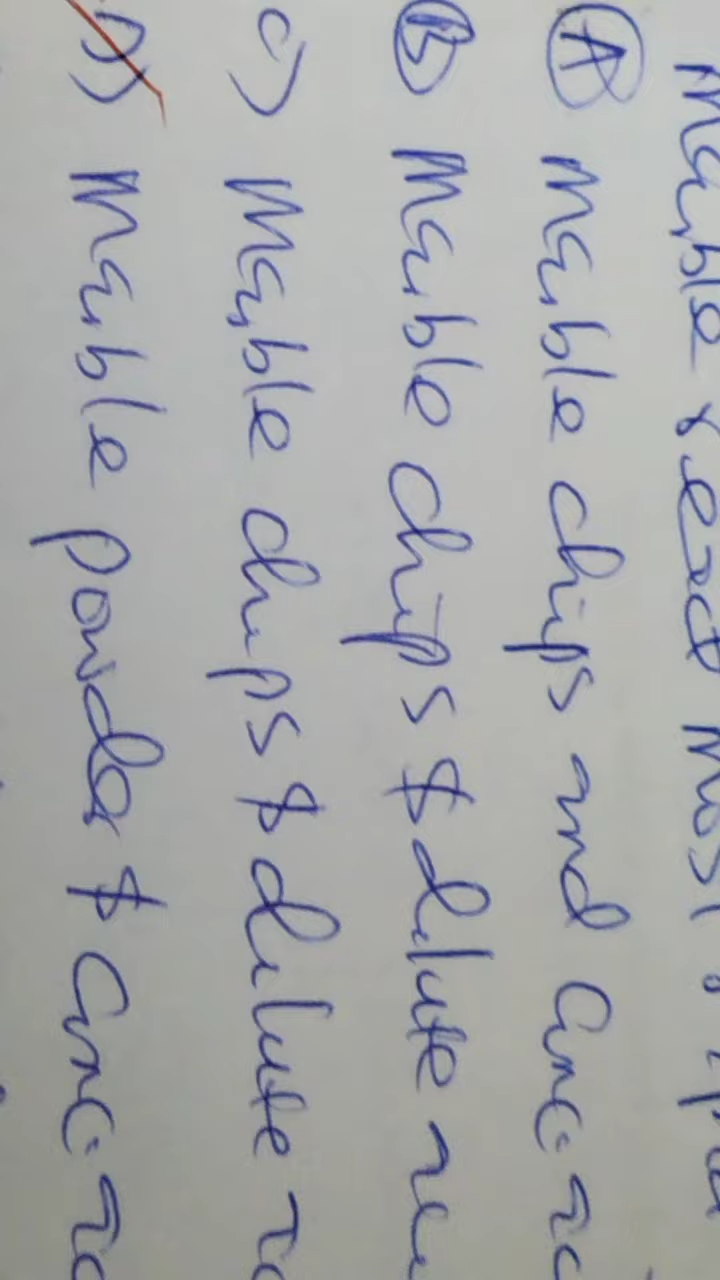 Marble react most
(A) Marble chips and Conc.
(B) Marble chips & dilute
C) Marble chips & dilute
D) Marble powder & Conc.